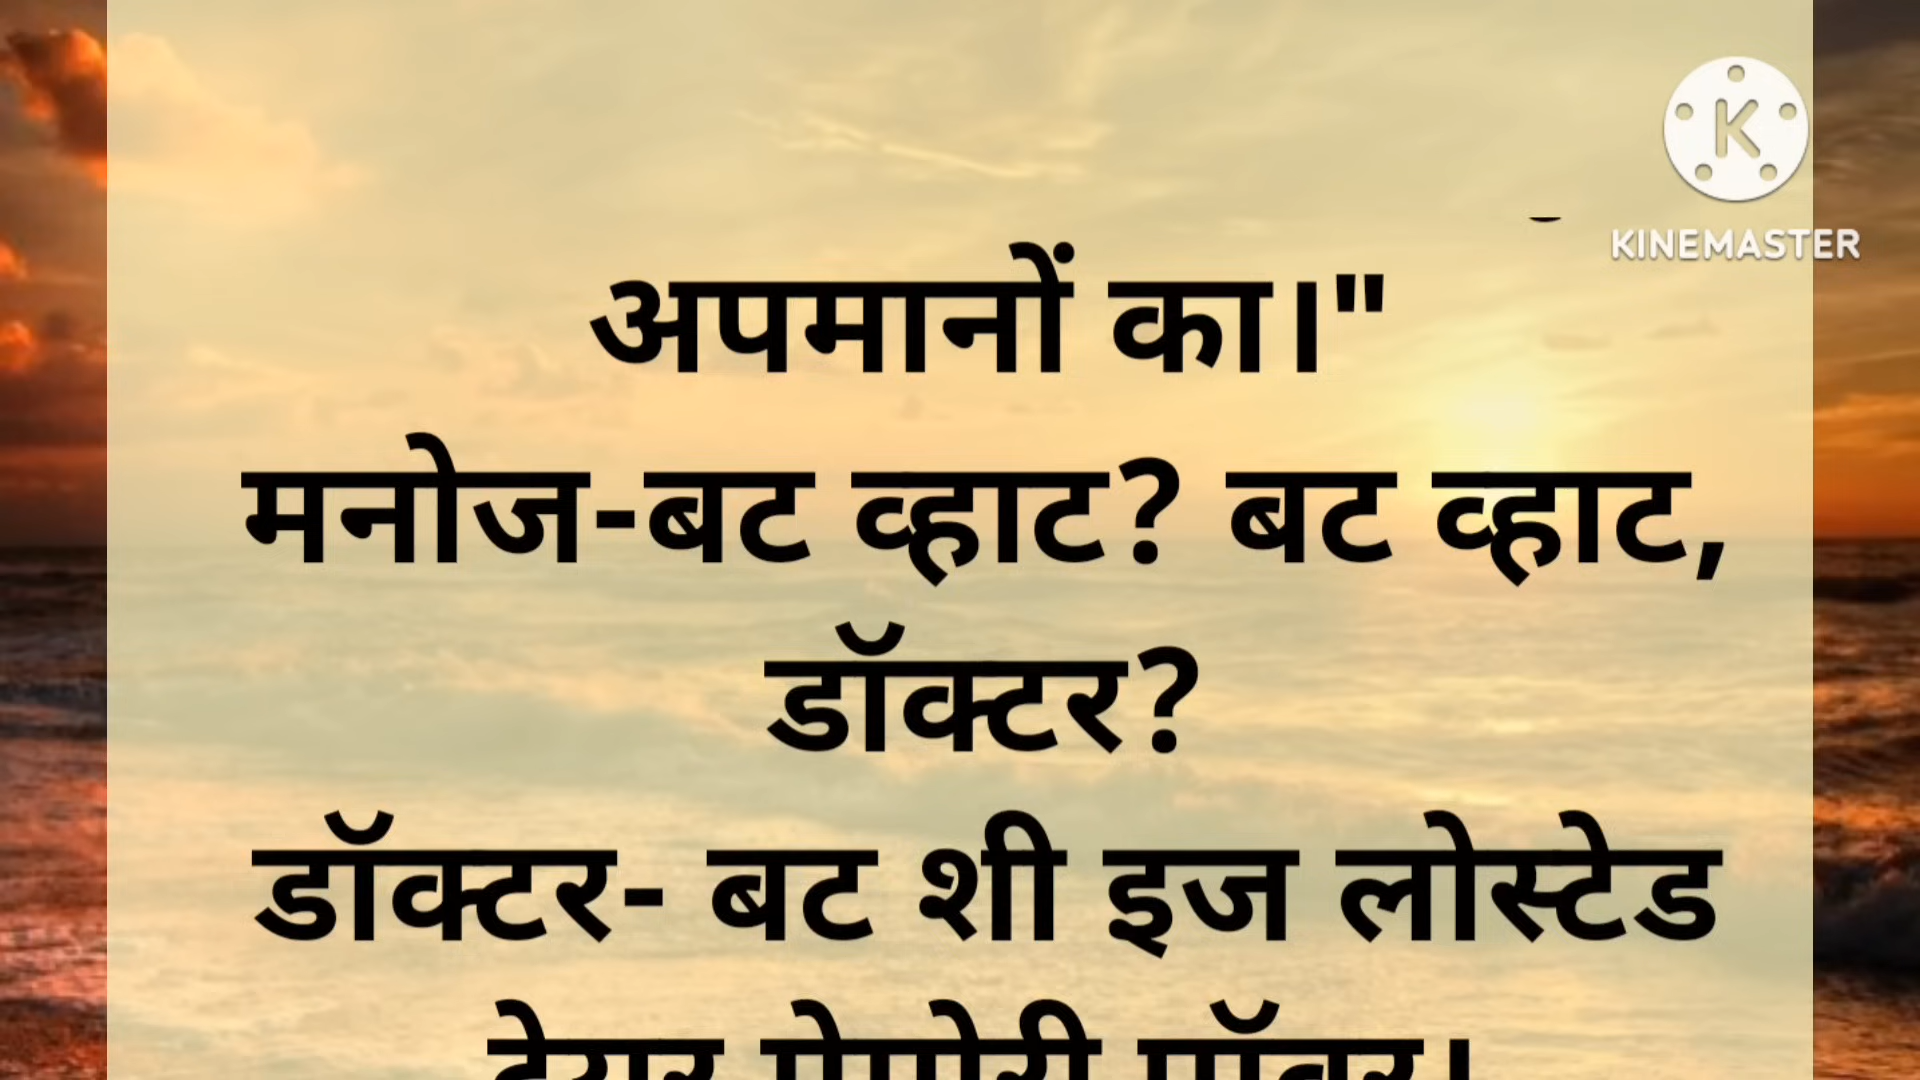 KINEMASTER
अपमानों का।"
मनोज-बट व्हाट? बट व्हाट,
डॉक्टर?
डॉक्टर- बट शी इज लोस्टेड